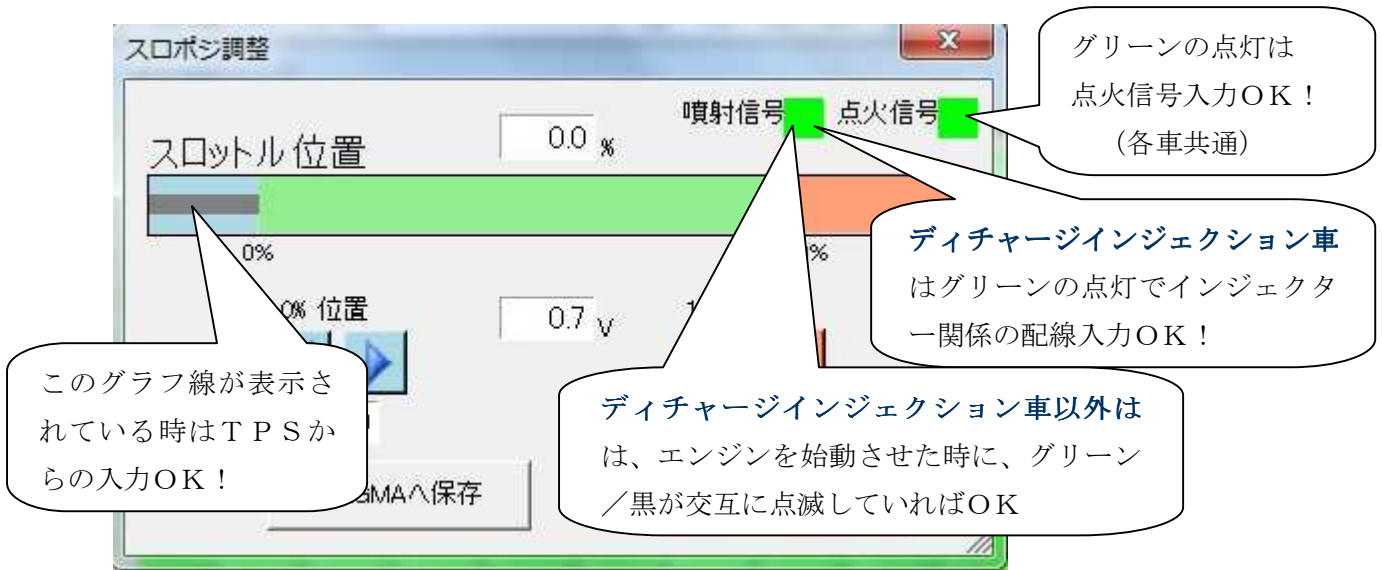 スロポジ調整
噴射信号 点火信号
スロットル 位置 0.0 %
0% %
0% 位置 0.7 V
へ保存
グリーンの点灯は
点火信号入力OK！
（各車共通）
ディチャージインジェクション車
はグリーンの点灯でインジェクタ
ー関係の配線入力OK！
このグラフ線が表示さ
れている時はＴＰＳか
らの入力OK！
ディチャージインジェクション車以外は
は、エンジンを始動させた時に、グリーン
／黒が交互に点滅していればOK